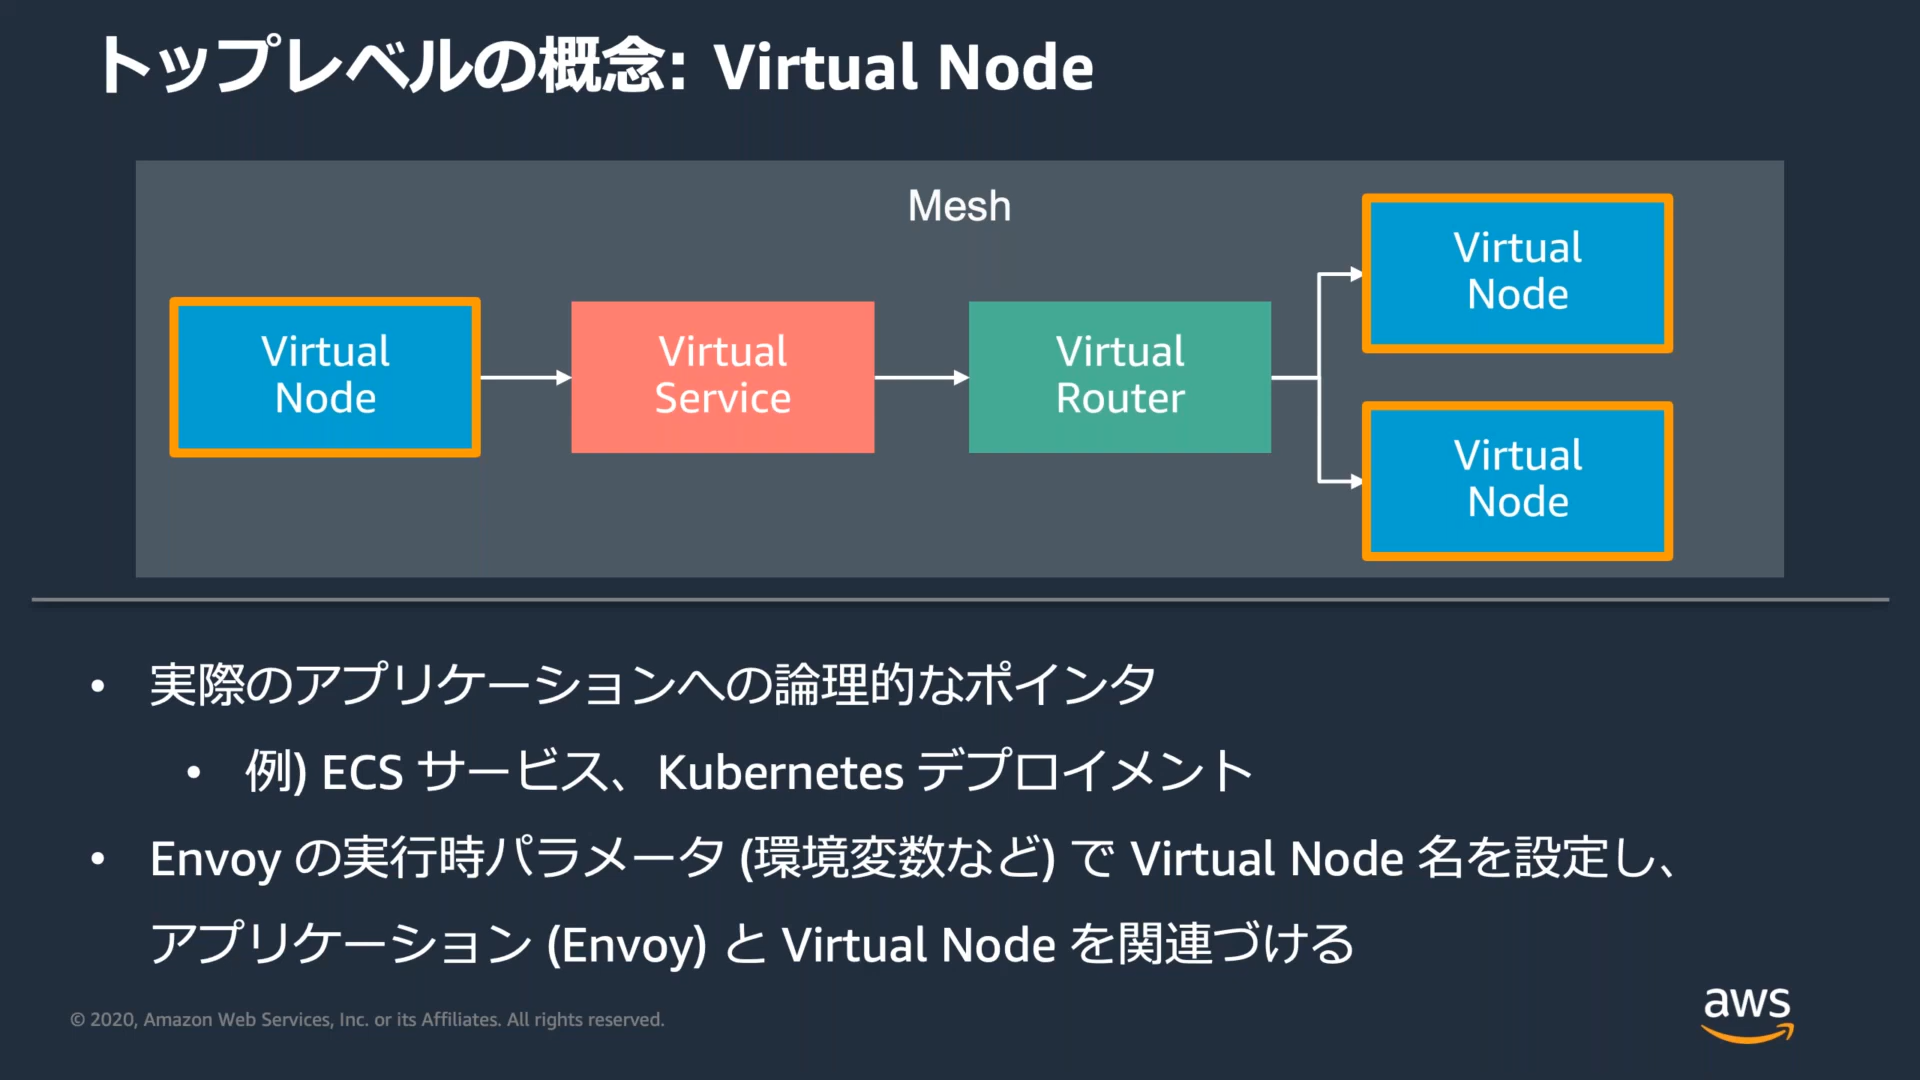 トップレベルの概念: Virtual Node
Mesh
Virtual
Node
Virtual
Service
Virtual
Router
Virtual
Node
Virtual
Node
• 実際のアプリケーションへの論理的なポインタ
• 例) ECS サービス、Kubernetes デプロイメント
• Envoy の実行時パラメータ (環境変数など) で Virtual Node 名を設定し、
アプリケーション (Envoy) と Virtual Node を関連づける
© 2020, Amazon Web Services, Inc. or its Affiliates. All rights reserved.
aws